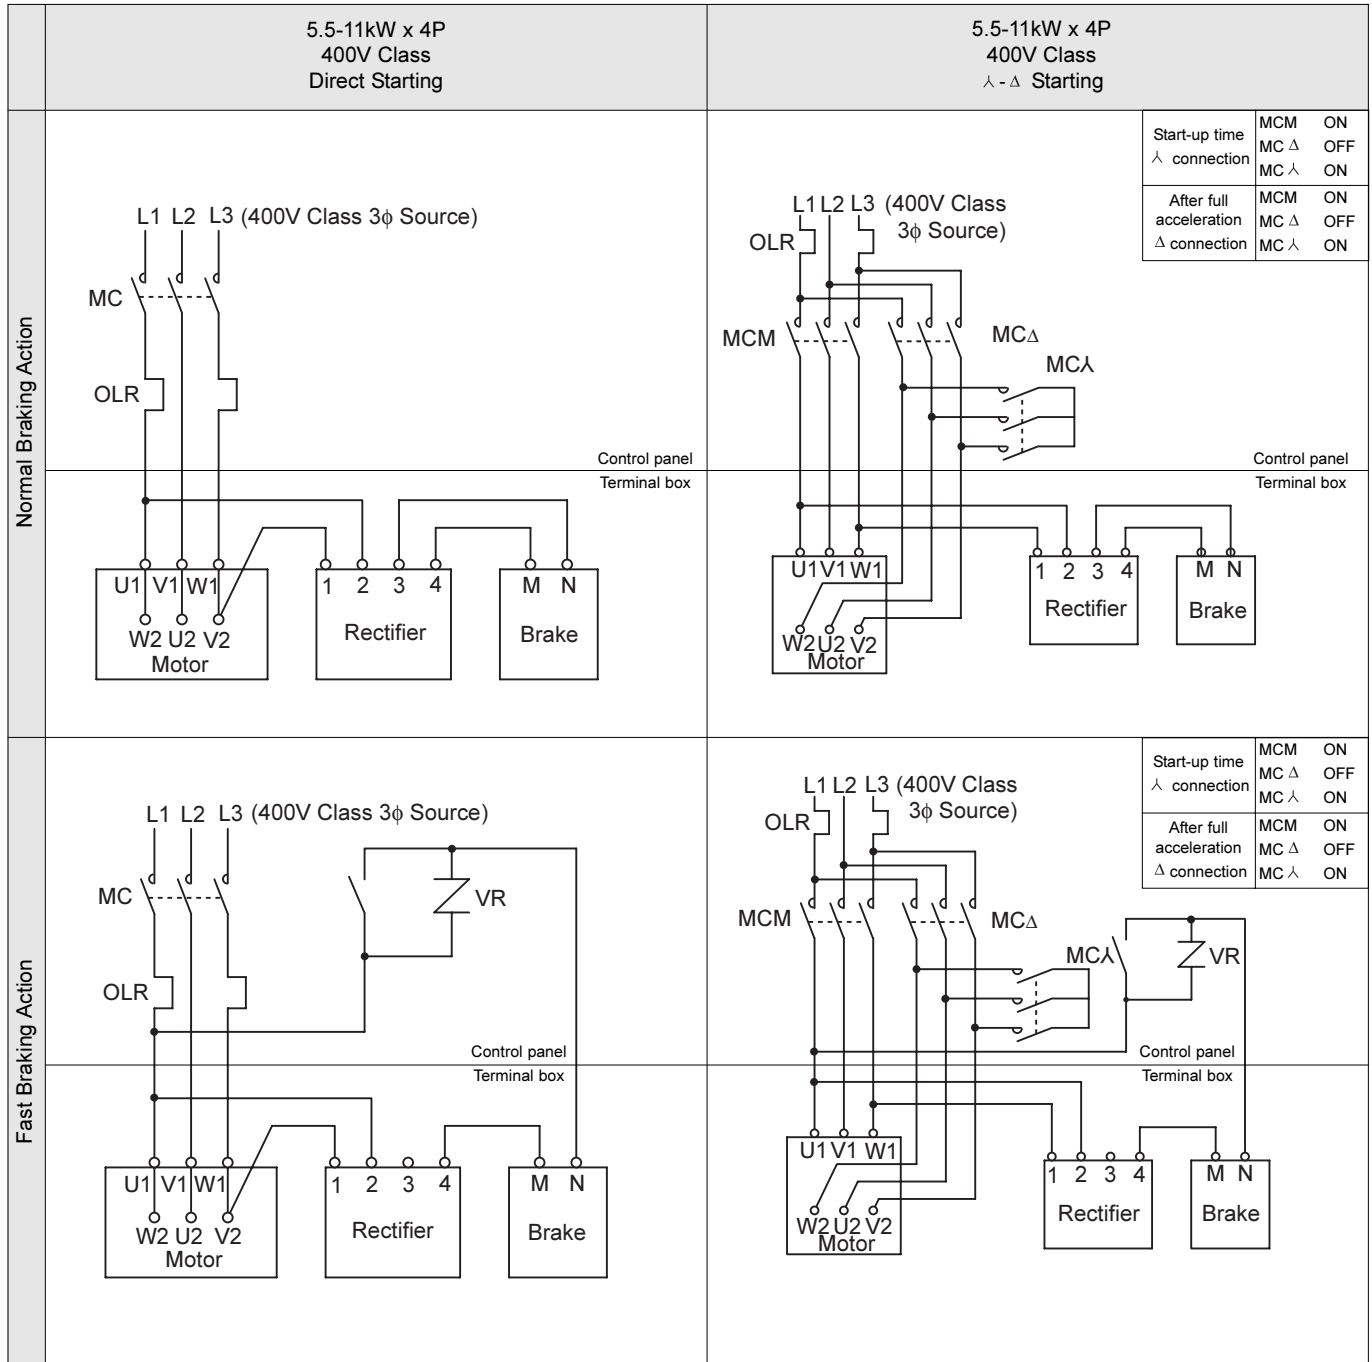 5.5-11kW x 4P
400V Class
Direct Starting
5.5-11kW x 4P
400V Class
⅄ - Δ Starting
Normal Braking Action
L1 L2 L3 (400V Class 3ϕ Source)
MC
OLR
Control panel
Terminal box
U1 V1 W1
W2 U2 V2
Motor
1 2 3 4
Rectifier
M N
Brake
Start-up time
⅄ connection
MCM ON
MC Δ OFF
MC ⅄ ON
After full
acceleration
Δ connection
MCM ON
MC Δ OFF
MC ⅄ ON
L1 L2 L3 (400V Class
3ϕ Source)
OLR
MCM
MCΔ
MC⅄
Control panel
Terminal box
U1 V1 W1
W2 U2 V2
Motor
1 2 3 4
Rectifier
M N
Brake
Fast Braking Action
L1 L2 L3 (400V Class 3ϕ Source)
MC
VR
OLR
Control panel
Terminal box
U1 V1 W1
W2 U2 V2
Motor
1 2 3 4
Rectifier
M N
Brake
Start-up time
⅄ connection
MCM ON
MC Δ OFF
MC ⅄ ON
After full
acceleration
Δ connection
MCM ON
MC Δ OFF
MC ⅄ ON
L1 L2 L3 (400V Class
3ϕ Source)
OLR
MCM
MCΔ
MC⅄
VR
Control panel
Terminal box
U1 V1 W1
W2 U2 V2
Motor
1 2 3 4
Rectifier
M N
Brake